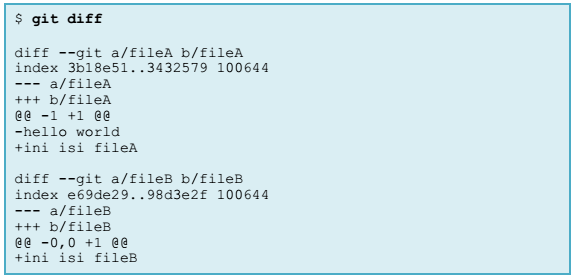 $ git diff
diff --git a/fileA b/fileA
index 3b18e51..3432579 100644
--- a/fileA
+++ b/fileA
@@ -1 +1 @@
-hello world
+ini isi fileA
diff --git a/fileB b/fileB
index e69de29..98d3e2f 100644
--- a/fileB
+++ b/fileB
@@ -0,0 +1 @@
+ini isi fileB